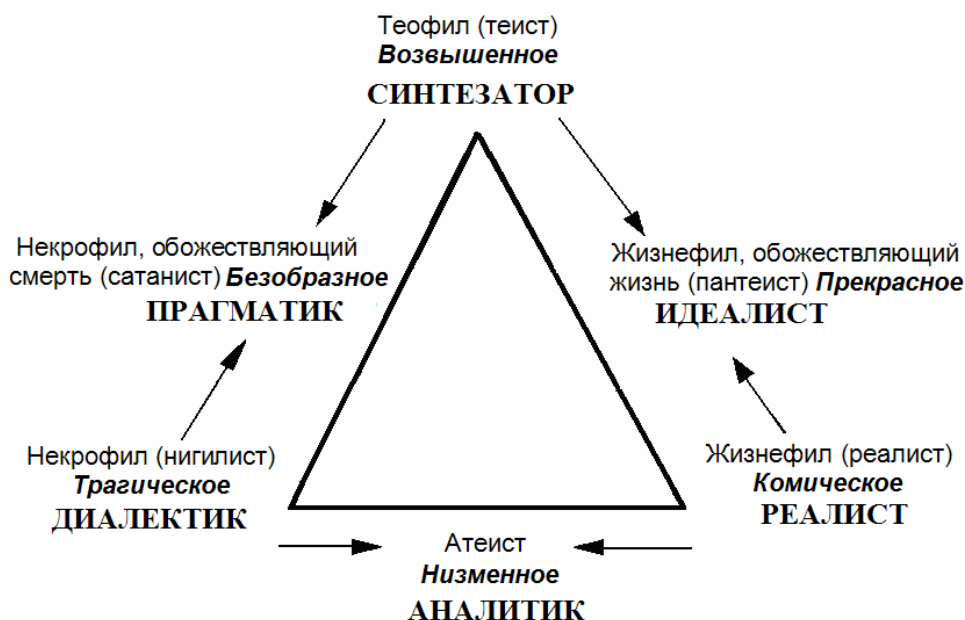 Теофил (теист)
Возвышенное
СИНТЕЗАТОР
Некрофил, обожествляющий
смерть (сатанист) Безобразное
ПРАГМАТИК
Жизнефил, обожествляющий
жизнь (пантеист) Прекрасное
ИДЕАЛИСТ
Некрофил (нигилист)
Трагическое
ДИАЛЕКТИК
Жизнефил (реалист)
Комическое
РЕАЛИСТ
Атеист
Низменное
АНАЛИТИК